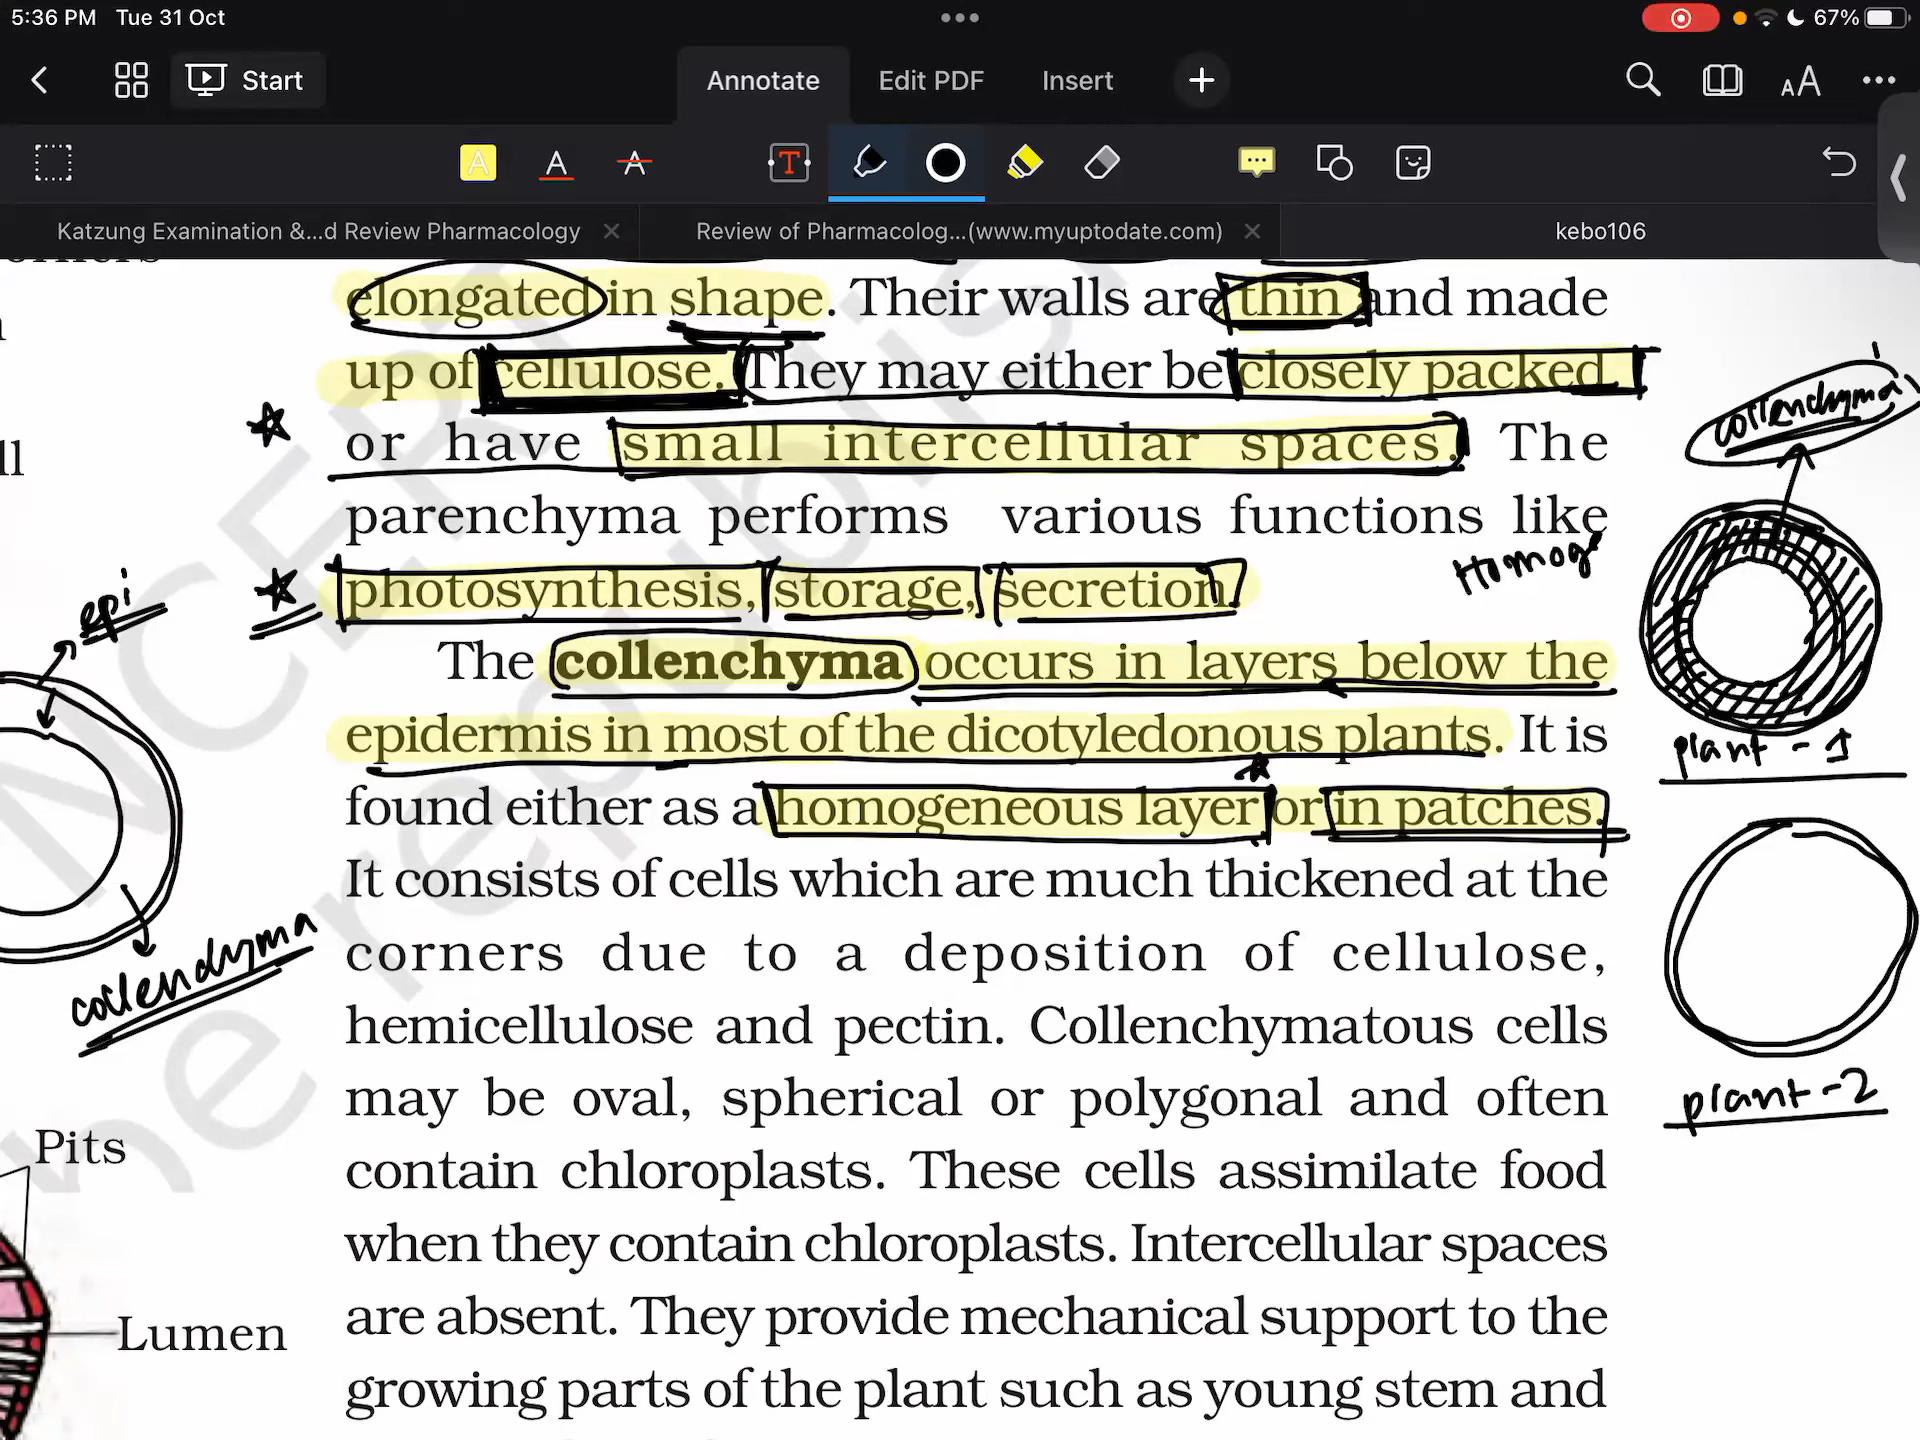 5:36 PM Tue 31 Oct
67%
Start
Annotate
Edit PDF
Insert
Katzung Examination &...d Review Pharmacology
Review of Pharmacolog...(www.myuptodate.com)
kebo106
elongated in shape. Their walls are thin and made
up of cellulose. They may either be closely packed
or have small intercellular spaces. The
parenchyma performs various functions like
photosynthesis, storage, secretion.
The collenchyma occurs in layers below the
epidermis in most of the dicotyledonous plants. It is
found either as a homogeneous layer or in patches.
It consists of cells which are much thickened at the
corners due to a deposition of cellulose,
hemicellulose and pectin. Collenchymatous cells
may be oval, spherical or polygonal and often
contain chloroplasts. These cells assimilate food
when they contain chloroplasts. Intercellular spaces
are absent. They provide mechanical support to the
growing parts of the plant such as young stem and
epi
collenchyma
Pits
Lumen
collenchyma
Homoge
plant-1
plant-2